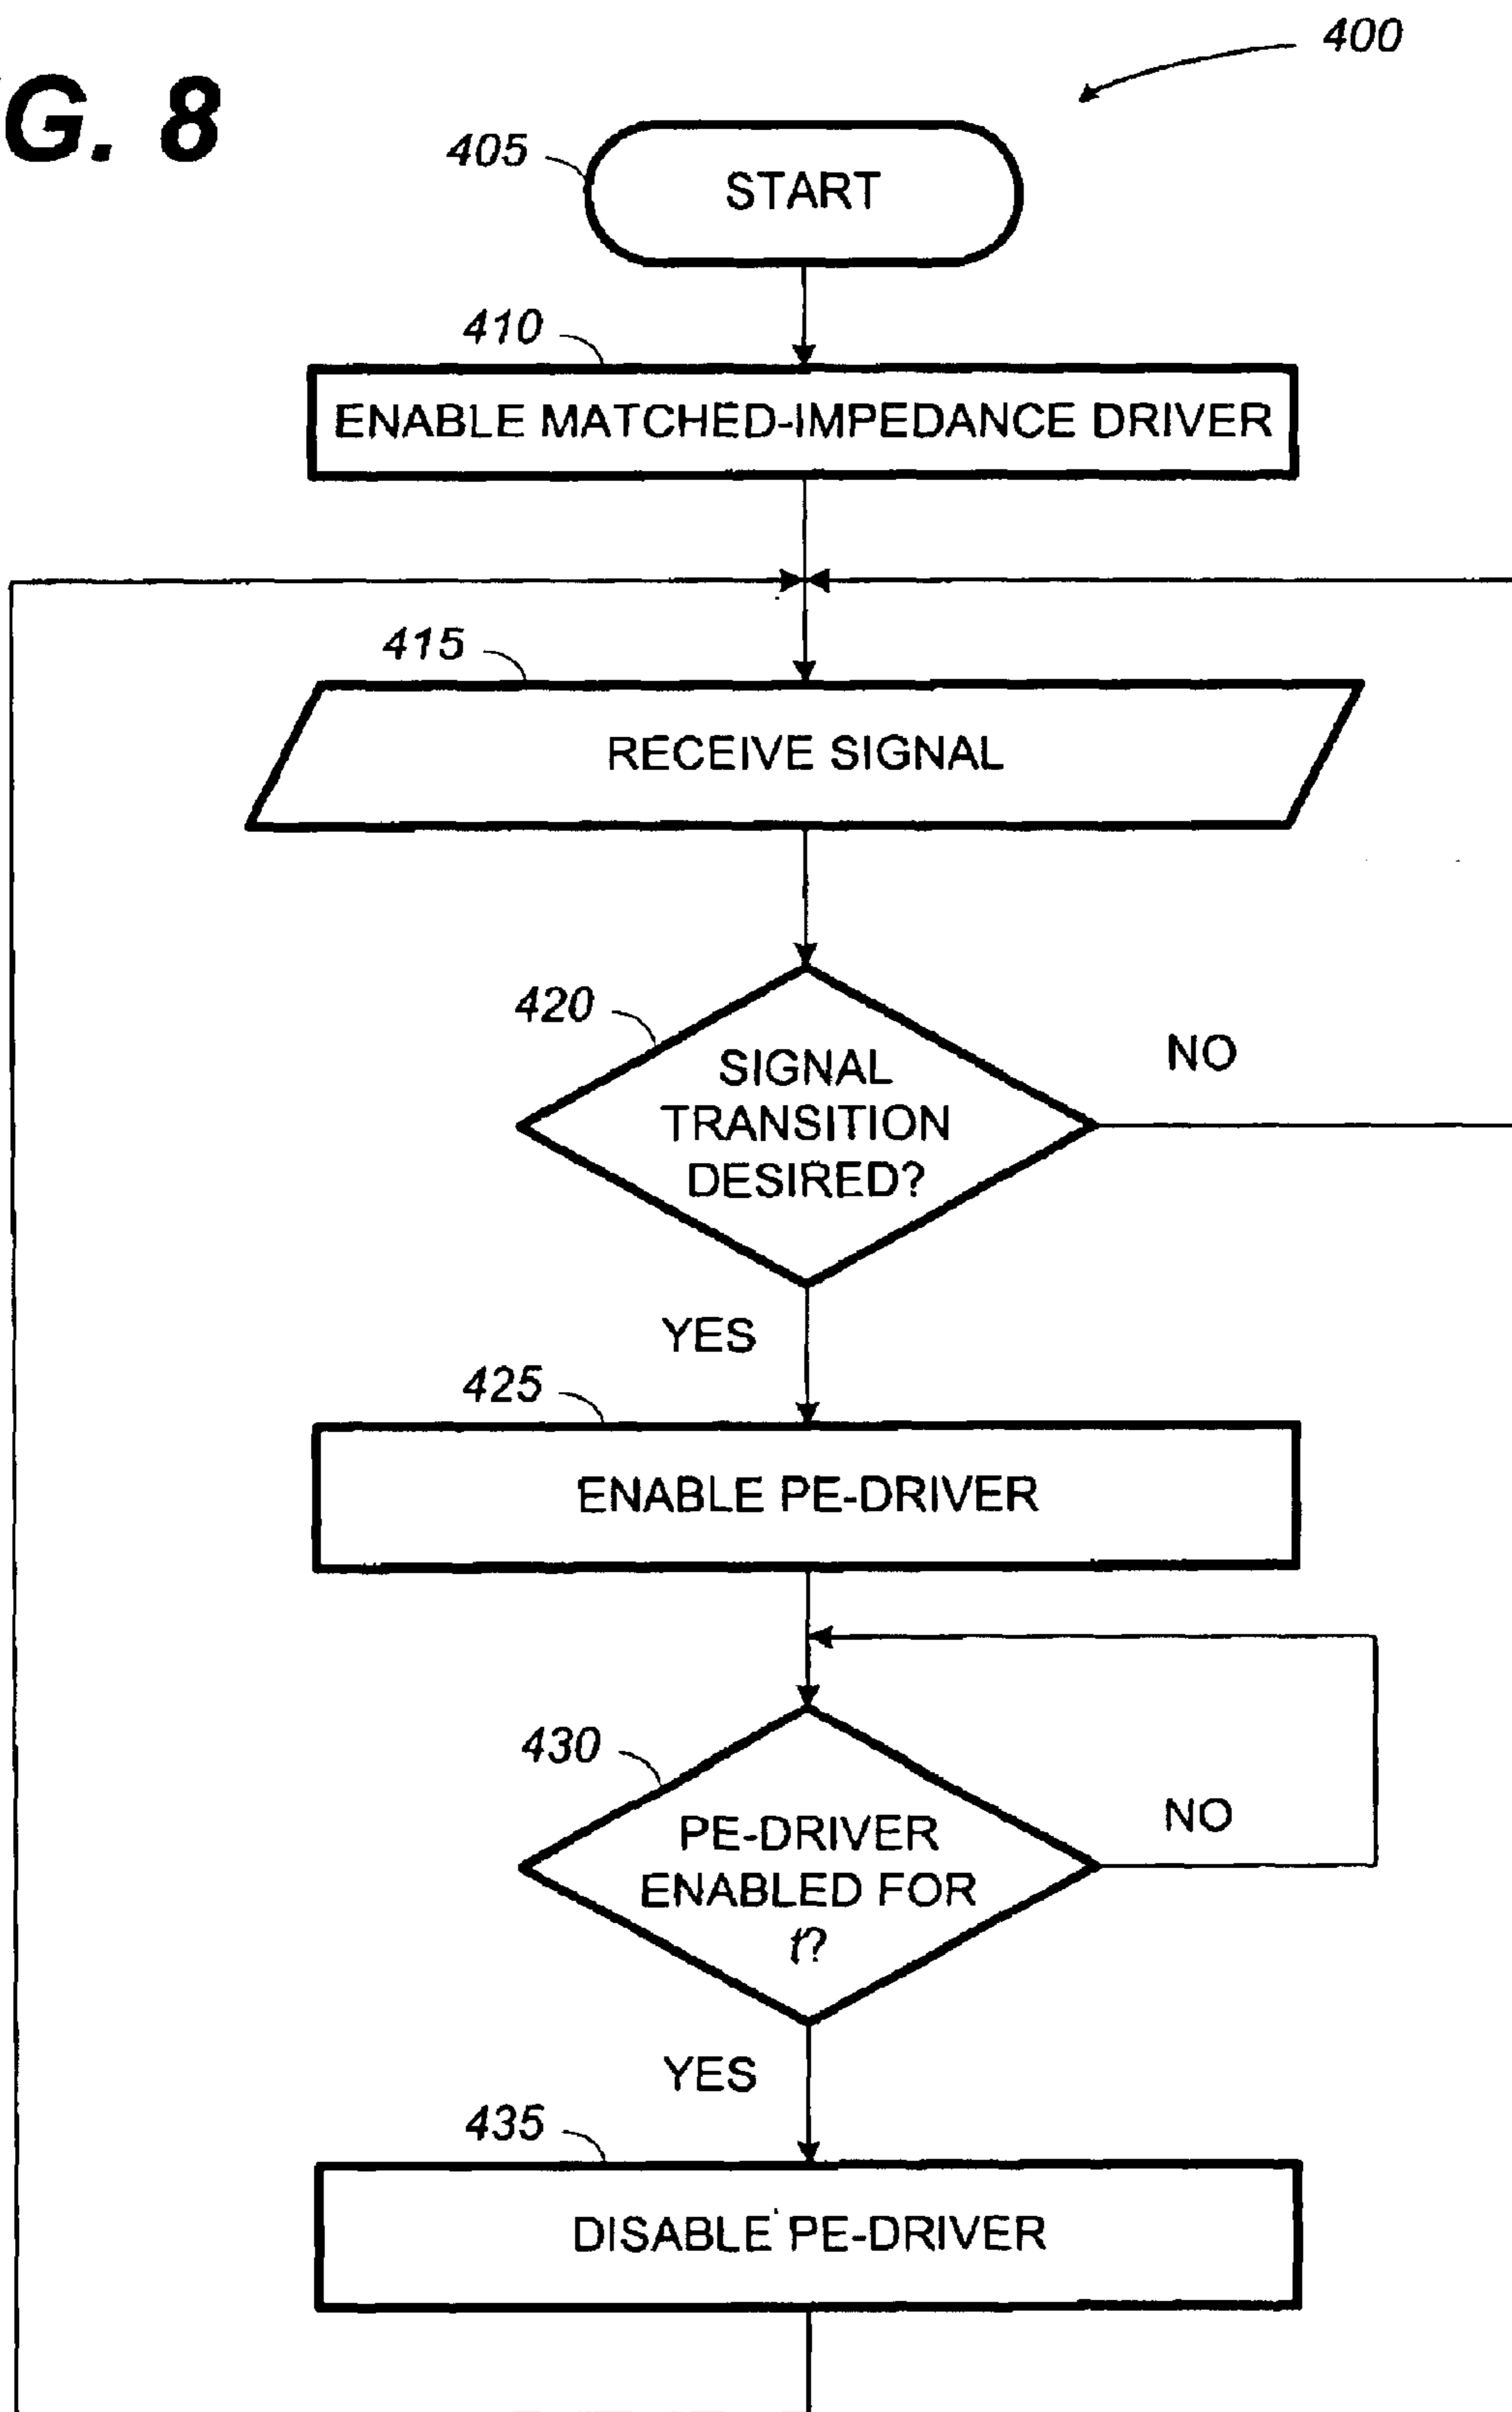 G. 8
400
405
START
410
ENABLE MATCHED-IMPEDANCE DRIVER
415
RECEIVE SIGNAL
420
SIGNAL
TRANSITION
DESIRED?
NO
YES
425
ENABLE PE-DRIVER
430
PE-DRIVER
ENABLED FOR
t?
NO
YES
435
DISABLE PE-DRIVER